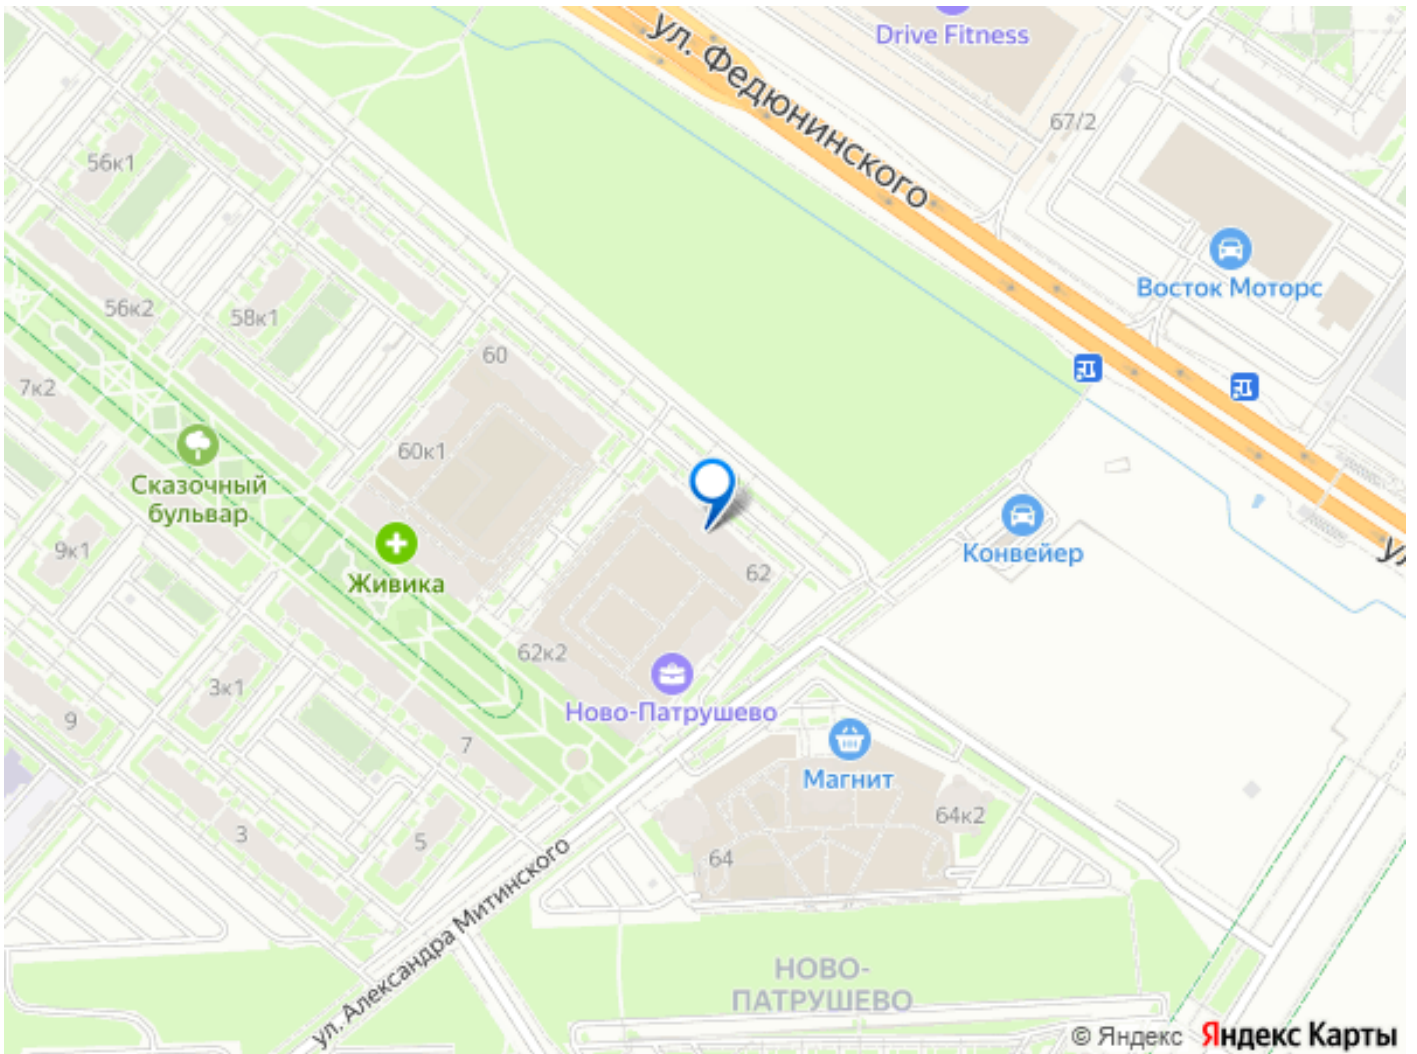 Drive Fitness
ул. Федюнинского
67/2
56к1
Восток Моторс
56к2
58к1
60
7к2
60к1
Сказочный
бульвар
9к1
Живика
62
Конвейер
62к2
3к1
9
Ново-Патрушево
7
Магнит
3
5
64к2
64
ул. Александра Митинского
НОВО-
ПАТРУШЕВО
© Яндекс Яндекс Карты